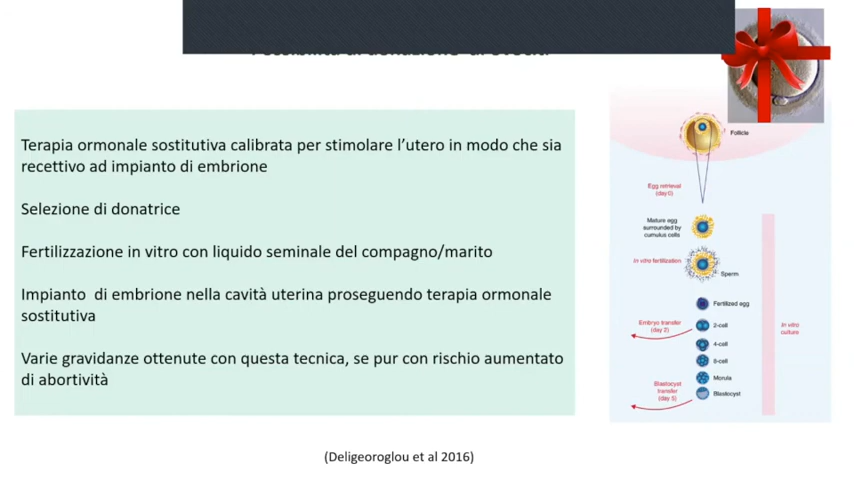 Terapia ormonale sostitutiva calibrata per stimolare l'utero in modo che sia
recettivo ad impianto di embrione
Selezione di donatrice
Fertilizzazione in vitro con liquido seminale del compagno/marito
Impianto di embrione nella cavità uterina proseguendo terapia ormonale
sostitutiva
Varie gravidanze ottenute con questa tecnica, se pur con rischio aumentato
di abortività
(Deligeoroglou et al 2016)
Follicle
Egg retrieval
(day 0)
Mature egg
surrounded by
cumulus cells
In vitro fertilization
Sperm
Fertilized egg
Embryo transfer
(day 2)
2-cell
In vitro
culture
4-cell
8-cell
Morula
Blastocyst
transfer
(day 5)
Blastocyst